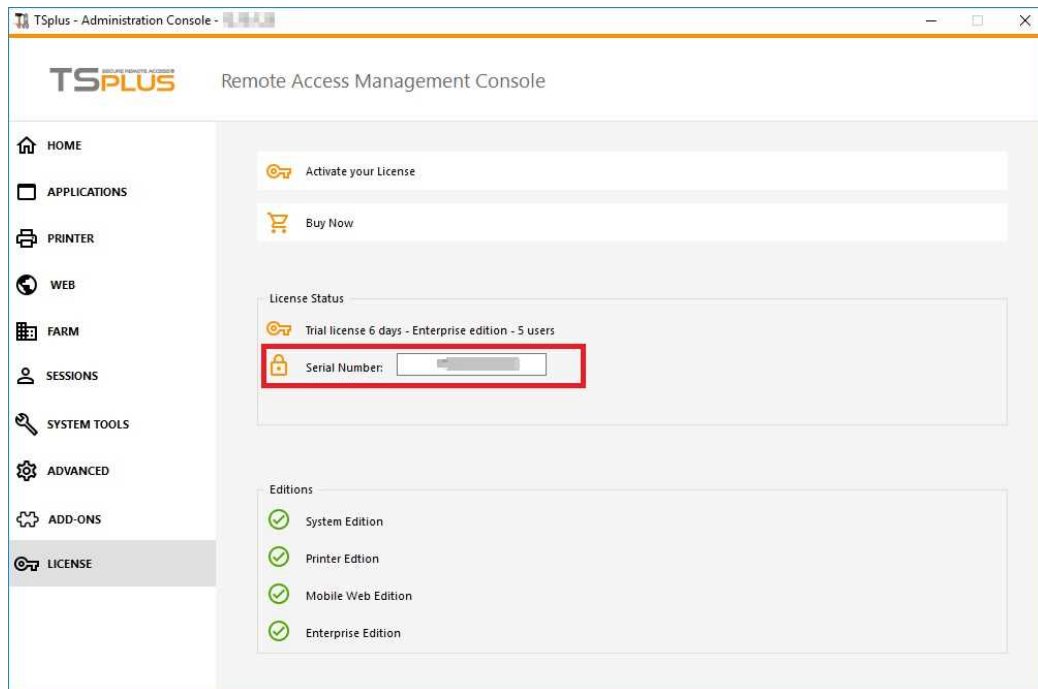 TSplus - Administration Console -
TSPLUS
SECURE REMOTE ACCESS
Remote Access Management Console
HOME
APPLICATIONS
PRINTER
WEB
FARM
SESSIONS
SYSTEM TOOLS
ADVANCED
ADD-ONS
LICENSE
Activate your License
Buy Now
License Status
Trial license 6 days - Enterprise edition - 5 users
Serial Number:
Editions
System Edition
Printer Edtion
Mobile Web Edition
Enterprise Edition